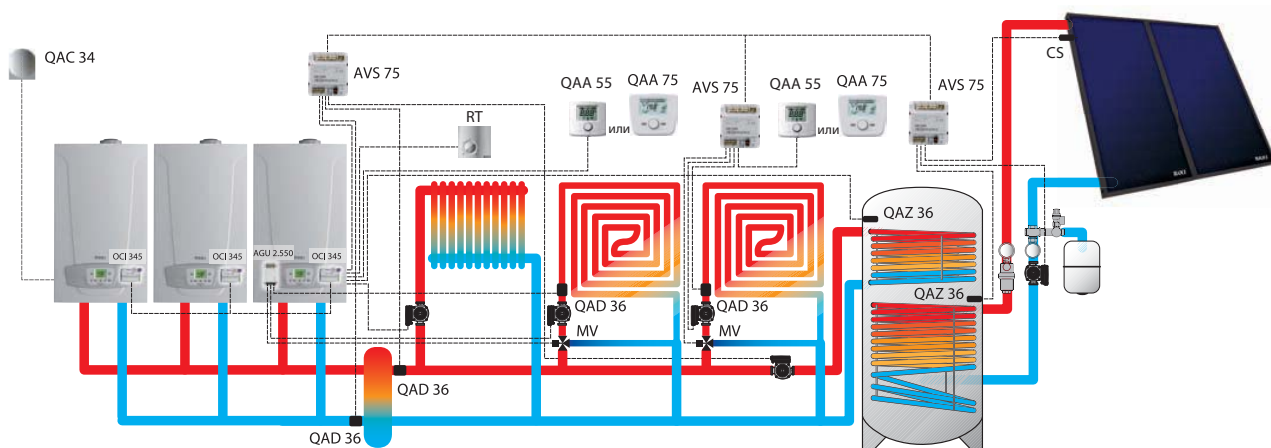 QAC 34
AVS 75
QAA 55
или
QAA 75
RT
AVS 75
QAA 55
или
QAA 75
AVS 75
CS
OCI 345
OCI 345
AGU 2.550
OCI 345
QAD 36
MV
QAD 36
MV
QAZ 36
QAZ 36
QAD 36
QAD 36
BAXI
BAXI